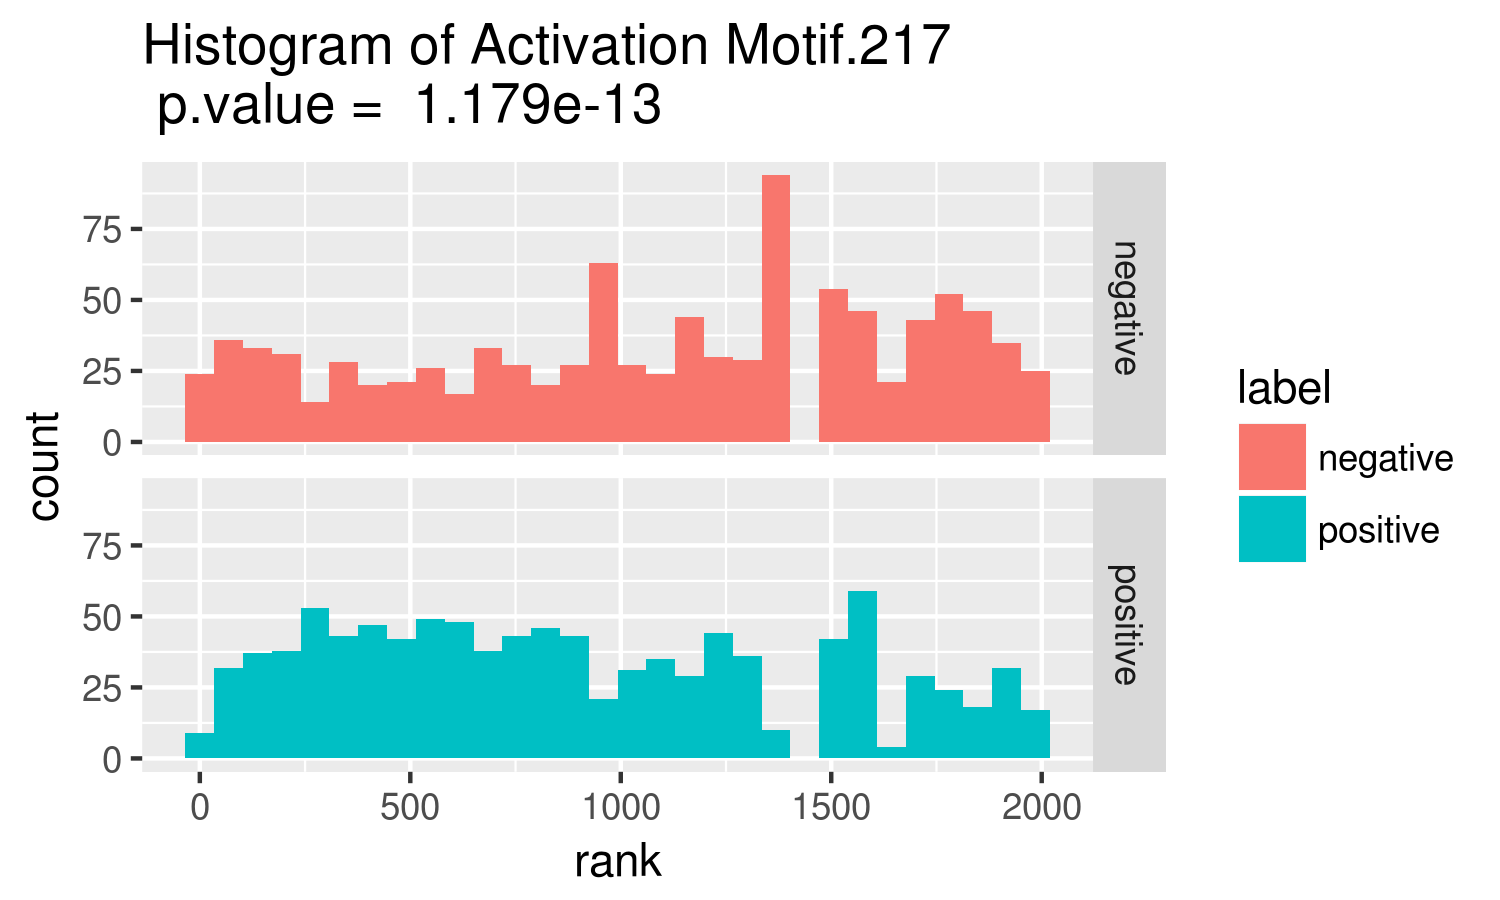 Histogram of Activation Motif.217
p.value = 1.179e-13
count
75
50
25
0
negative
75
50
25
0
positive
0 500 1000 1500 2000
rank
label
negative
positive